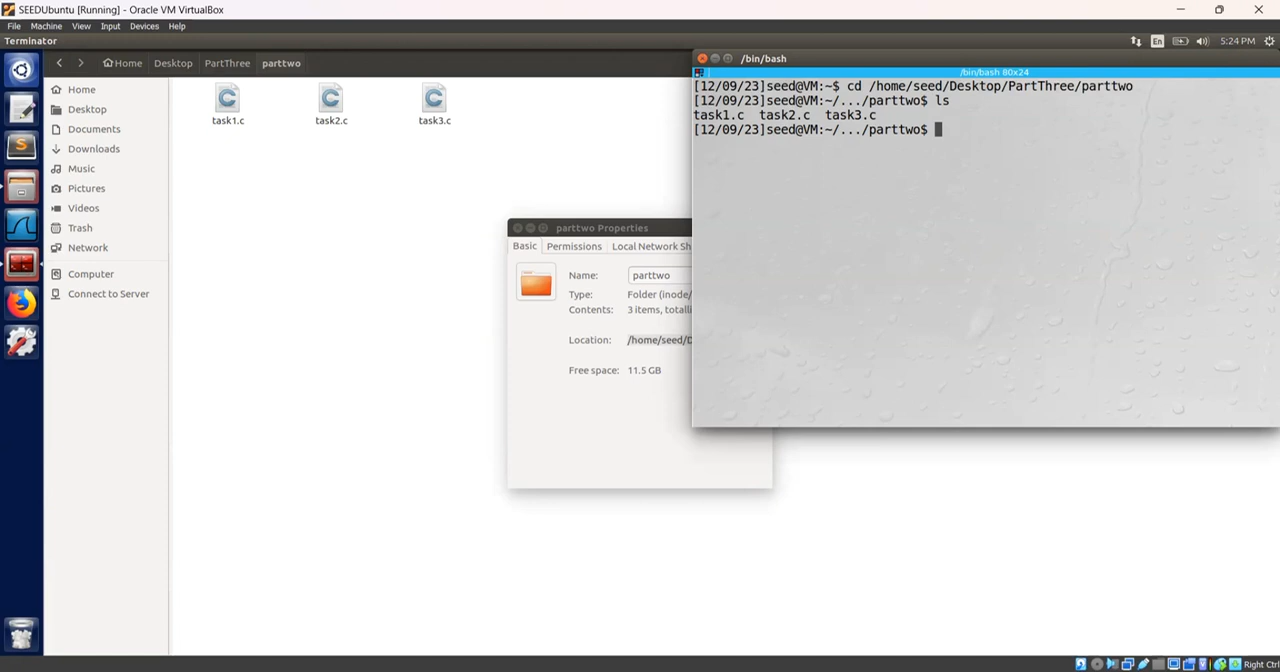 SEEDUbuntu [Running] - Oracle VM VirtualBox
File Machine View Input Devices Help
Terminator
En
5:24 PM
Home
Desktop
PartThree
parttwo
Home
Desktop
Documents
Downloads
Music
Pictures
Videos
Trash
Network
Computer
Connect to Server
task1.c
task2.c
task3.c
parttwo Properties
Basic
Permissions
Local Network Sh
Name: parttwo
Type: Folder (inode/
Contents: 3 items, totalli
Location: /home/seed/D
Free space: 11.5 GB
/bin/bash
/bin/bash 80x24
[12/09/23]seed@VM:~$ cd /home/seed/Desktop/PartThree/parttwo
[12/09/23]seed@VM:~/.../parttwo$ ls
task1.c task2.c task3.c
[12/09/23]seed@VM:~/.../parttwo$
Right Ctrl